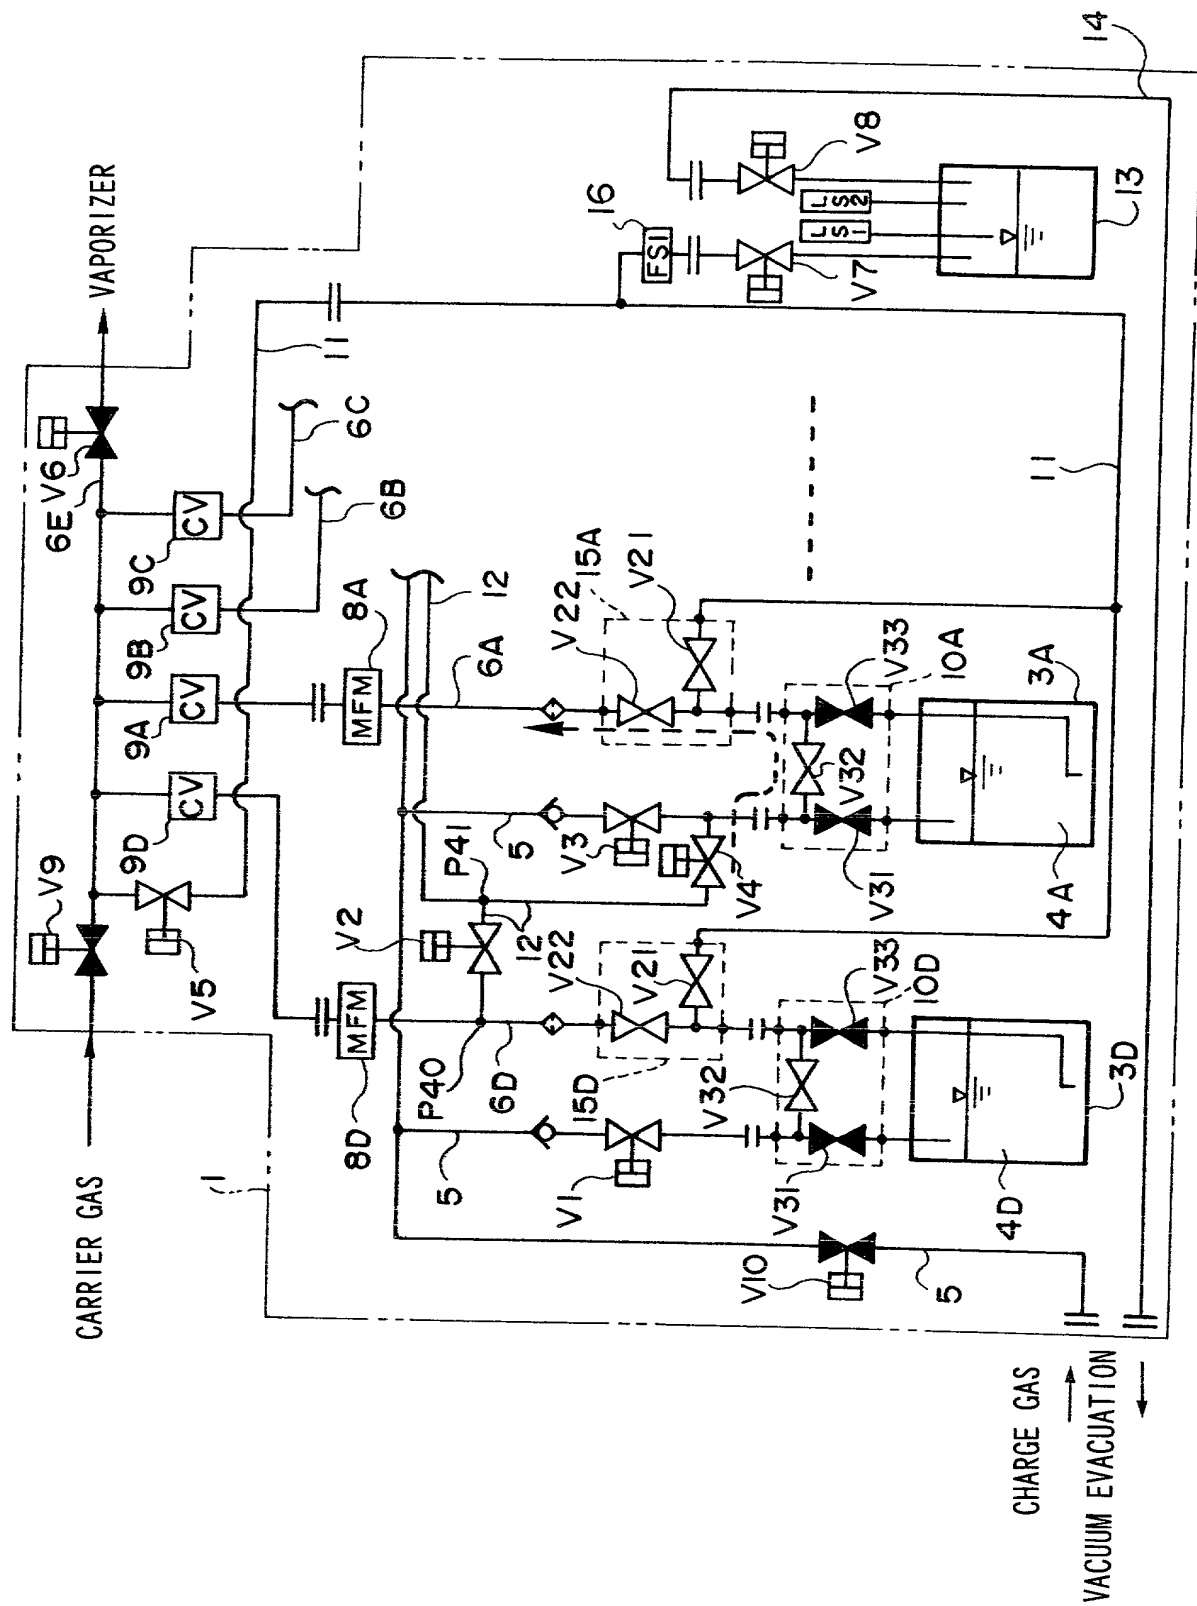 CARRIER GAS
VAPORIZER
1
V9
V6
6E
9D
CV
9A
CV
9B
CV
9C
CV
V5
11
6C
6B
16
FS1
14
V8
LS1
LS2
V7
13
8D
MFM
8A
MFM
12
P40
P41
V2
12
6D
6A
5
5
V1
V3
V4
15D
V22
V21
15A
V22
V21
11
V32
V31
V33
10D
V32
V31
V33
10A
4D
3D
4A
3A
V10
5
CHARGE GAS
VACUUM EVACUATION